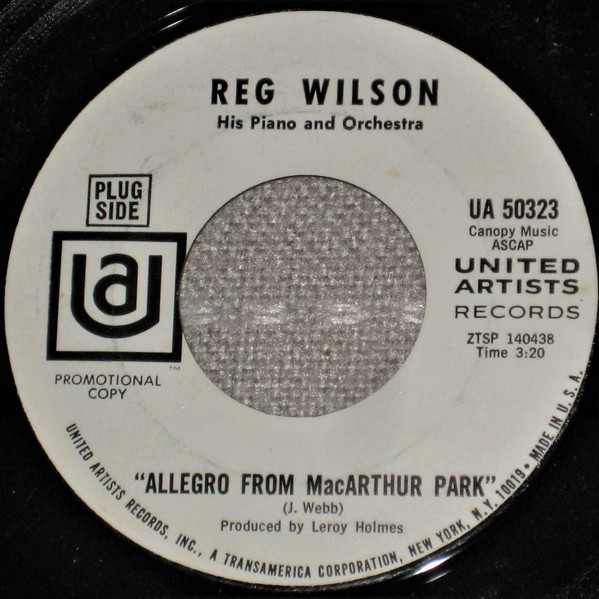 REG WILSON
His Piano and Orchestra
PLUG
SIDE
UA
™
PROMOTIONAL
COPY
UA 50323
Canopy Music
ASCAP
UNITED
ARTISTS
RECORDS
ZTSP 140438
Time 3:20
"ALLEGRO FROM MacARTHUR PARK"
(J. Webb)
Produced by Leroy Holmes
UNITED ARTISTS RECORDS, INC., A TRANSAMERICA CORPORATION, NEW YORK, N.Y. 10019 • MADE IN U.S.A.